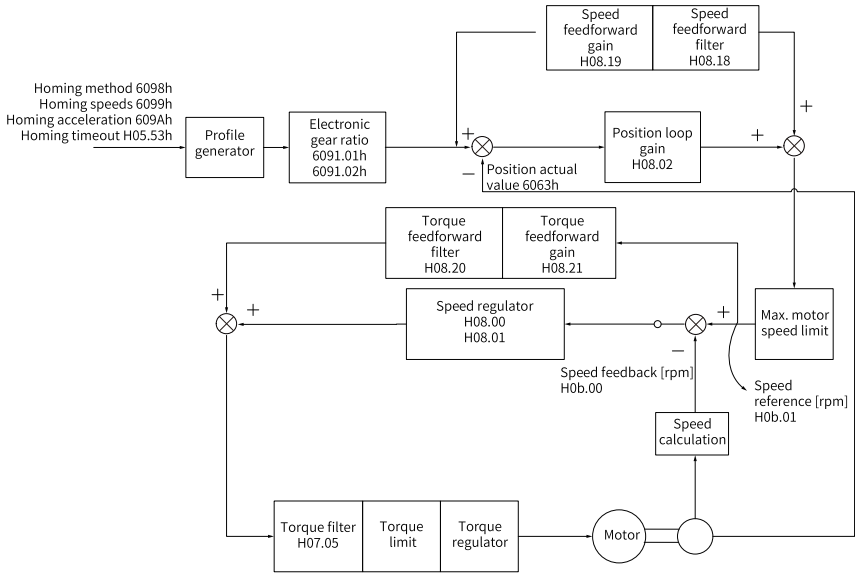 Speed
feedforward
gain
H08.19
Speed
feedforward
filter
H08.18
Homing method 6098h
Homing speeds 6099h
Homing acceleration 609Ah
Homing timeout H05.53h
Profile
generator
Electronic
gear ratio
6091.01h
6091.02h
+
−
Position actual
value 6063h
Position loop
gain
H08.02
+
+
Torque
feedforward
filter
H08.20
Torque
feedforward
gain
H08.21
+
+
Speed regulator
H08.00
H08.01
+
−
Max. motor
speed limit
Speed feedback [rpm]
H0b.00
Speed
reference [rpm]
H0b.01
Speed
calculation
Torque filter
H07.05
Torque
limit
Torque
regulator
Motor